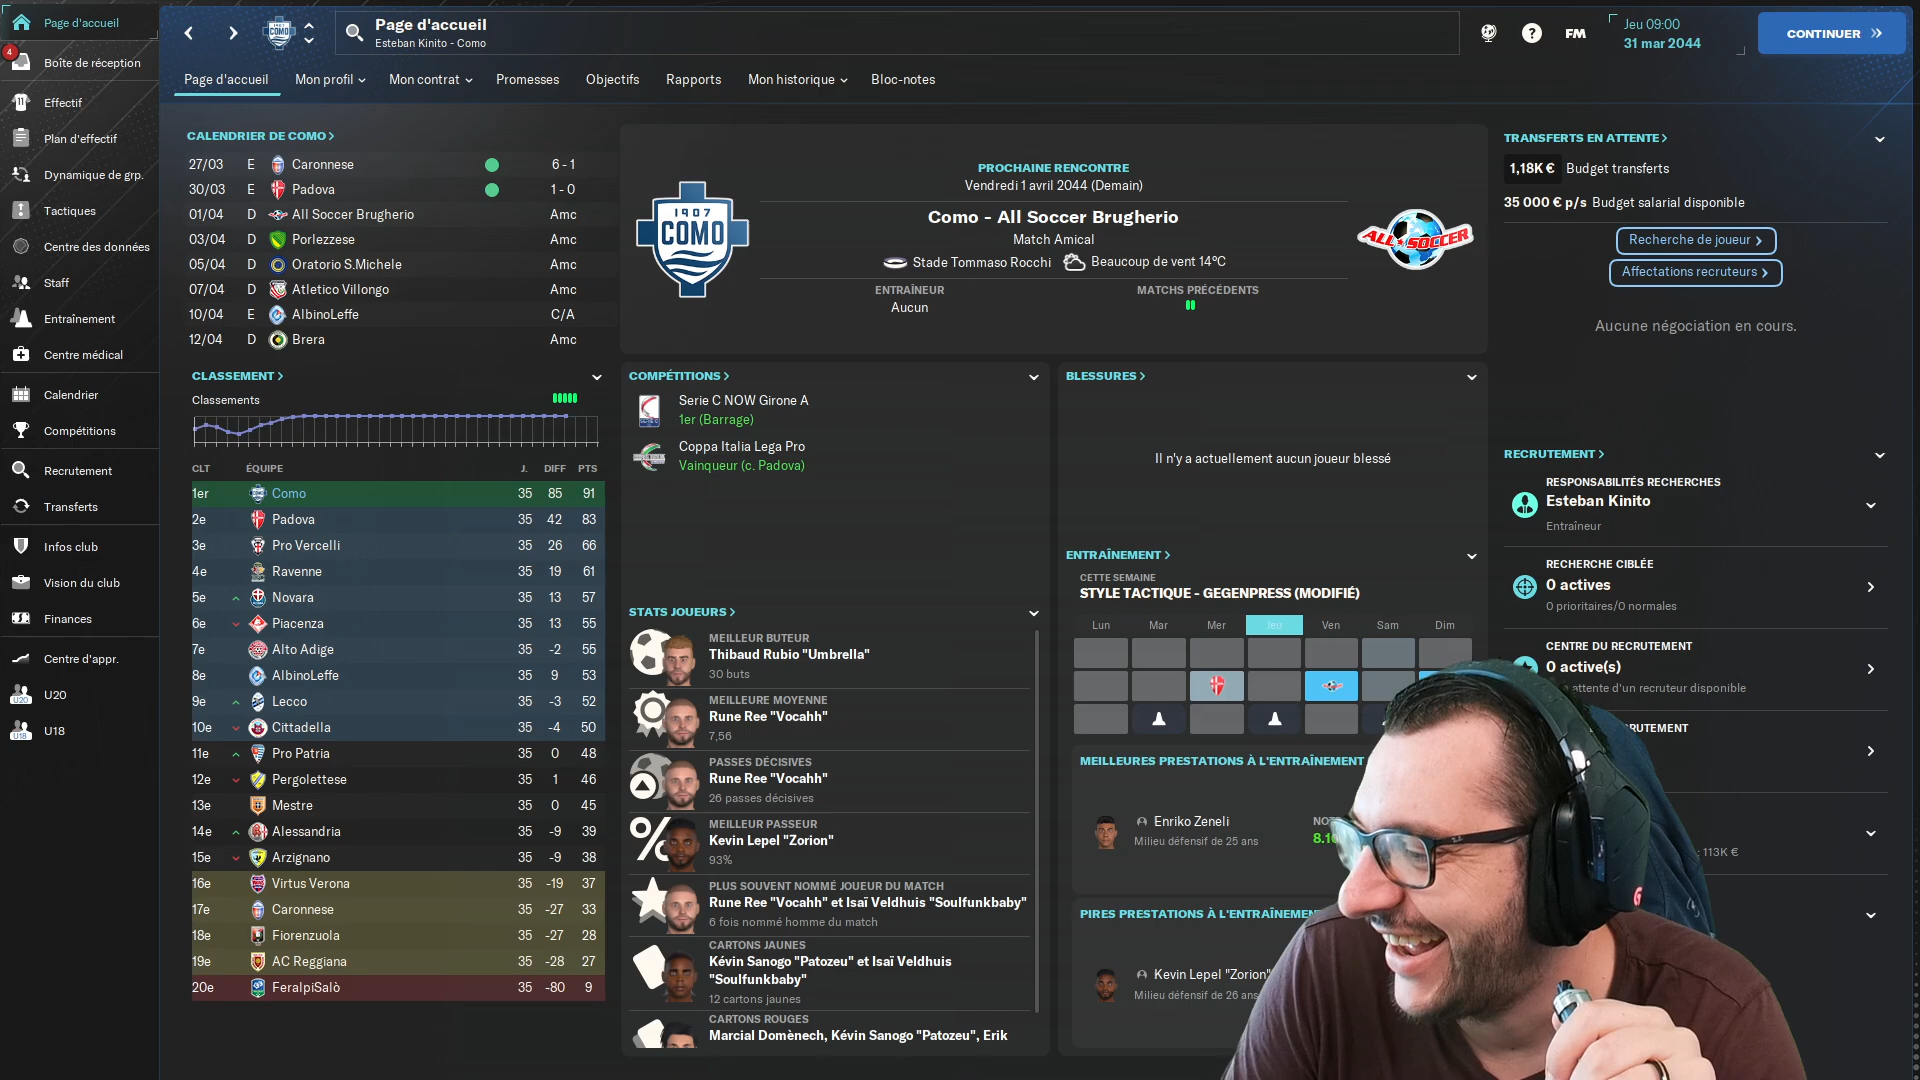 Page d'accueil
4
Boîte de réception
Effectif
Plan d'effectif
Dynamique de grp.
Tactiques
Centre des données
Staff
Entraînement
Centre médical
Calendrier
Compétitions
Recrutement
Transferts
Infos club
Vision du club
Finances
Centre d'appr.
U20
U18
Page d'accueil
Esteban Kinito - Como
FM
Jeu 09:00
31 mar 2044
CONTINUER
Page d'accueil
Mon profil
Mon contrat
Promesses
Objectifs
Rapports
Mon historique
Bloc-notes
CALENDRIER DE COMO >
27/03 E Caronnese 6 - 1
30/03 E Padova 1 - 0
01/04 D All Soccer Brugherio Amc
03/04 D Porlezzese Amc
05/04 D Oratorio S.Michele Amc
07/04 D Atletico Villongo Amc
10/04 E AlbinoLeffe C/A
12/04 D Brera Amc
CLASSEMENT >
Classements
CLT ÉQUIPE J. DIFF PTS
1er Como 35 85 91
2e Padova 35 42 83
3e Pro Vercelli 35 26 66
4e Ravenne 35 19 61
5e Novara 35 13 57
6e Piacenza 35 13 55
7e Alto Adige 35 -2 55
8e AlbinoLeffe 35 9 53
9e Lecco 35 -3 52
10e Cittadella 35 -4 50
11e Pro Patria 35 0 48
12e Pergolettese 35 1 46
13e Mestre 35 0 45
14e Alessandria 35 -9 39
15e Arzignano 35 -9 38
16e Virtus Verona 35 -19 37
17e Caronnese 35 -27 33
18e Fiorenzuola 35 -27 28
19e AC Reggiana 35 -28 27
20e FeralpiSalò 35 -80 9
PROCHAINE RENCONTRE
Vendredi 1 avril 2044 (Demain)
1907
COMO
Como - All Soccer Brugherio
Match Amical
Stade Tommaso Rocchi Beaucoup de vent 14°C
ENTRAÎNEUR
Aucun
MATCHS PRÉCÉDENTS
ALL SOCCER
COMPÉTITIONS >
Serie C NOW Girone A
1er (Barrage)
Coppa Italia Lega Pro
Vainqueur (c. Padova)
STATS JOUEURS >
MEILLEUR BUTEUR
Thibaud Rubio "Umbrella"
30 buts
MEILLEURE MOYENNE
Rune Ree "Vocahh"
7,56
PASSES DÉCISIVES
Rune Ree "Vocahh"
26 passes décisives
MEILLEUR PASSEUR
Kevin Lepel "Zorion"
93%
PLUS SOUVENT NOMMÉ JOUEUR DU MATCH
Rune Ree "Vocahh" et Isaï Veldhuis "Soulfunkbaby"
6 fois nommé homme du match
CARTONS JAUNES
Kévin Sanogo "Patozeu" et Isaï Veldhuis
"Soulfunkbaby"
12 cartons jaunes
CARTONS ROUGES
Marcial Domènech, Kévin Sanogo "Patozeu", Erik
BLESSURES >
Il n'y a actuellement aucun joueur blessé
ENTRAÎNEMENT >
CETTE SEMAINE
STYLE TACTIQUE - GEGENPRESS (MODIFIÉ)
Lun Mar Mer Jeu Ven Sam Dim
MEILLEURES PRESTATIONS À L'ENTRAÎNEMENT
Enriko Zeneli
Milieu défensif de 25 ans
PIRES PRESTATIONS À L'ENTRAÎNEMENT
Kevin Lepel "Zorion"
Milieu défensif de 26 ans
TRANSFERTS EN ATTENTE >
1,18K € Budget transferts
35 000 € p/s Budget salarial disponible
Recherche de joueur >
Affectations recruteurs >
Aucune négociation en cours.
RECRUTEMENT >
RESPONSABILITÉS RECHERCHES
Esteban Kinito
Entraîneur
RECHERCHE CIBLÉE
0 actives
0 prioritaires/0 normales
CENTRE DU RECRUTEMENT
0 active(s)
attente d'un recruteur disponible
: 113K €